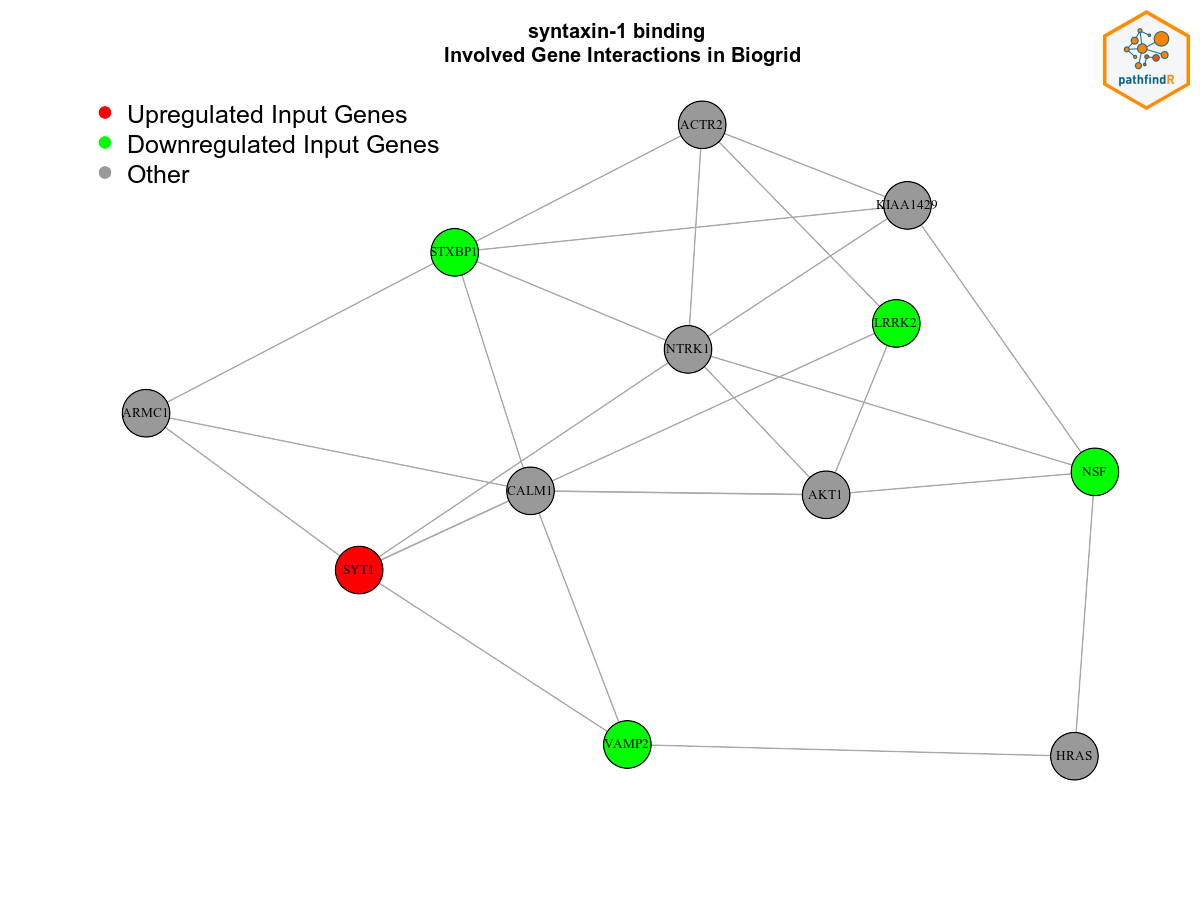 syntaxin-1 binding
Involved Gene Interactions in Biogrid
pathfindR
Upregulated Input Genes
Downregulated Input Genes
Other
ACTR2
KIAA1429
STXBP1
LRRK2
NTRK1
ARMC1
NSF
CALM1
AKT1
SYT1
VAMP2
HRAS